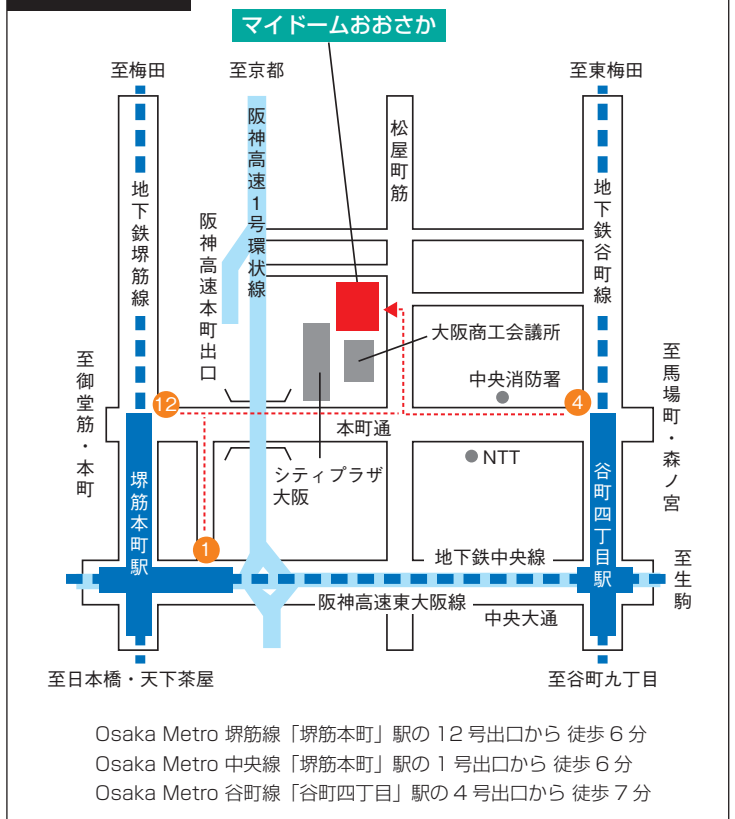 マイドームおおさか
至梅田
至京都
至東梅田
地下鉄堺筋線
阪神高速本町出口
阪神高速1号環状線
松屋町筋
地下鉄谷町線
大阪商工会議所
中央消防署
至御堂筋・本町
至馬場町・森ノ宮
12
4
本町通
シティプラザ
大阪
NTT
堺筋本町駅
谷町四丁目駅
1
地下鉄中央線
至生駒
阪神高速東大阪線
中央大通
至日本橋・天下茶屋
至谷町九丁目
Osaka Metro 堺筋線「堺筋本町」駅の 12 号出口から 徒歩 6 分
Osaka Metro 中央線「堺筋本町」駅の 1 号出口から 徒歩 6 分
Osaka Metro 谷町線「谷町四丁目」駅の 4 号出口から 徒歩 7 分